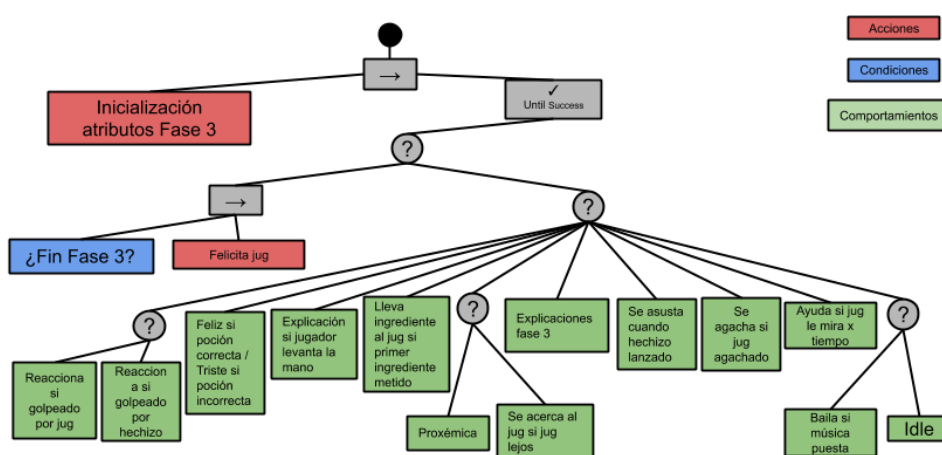 →
✓
Until Success
Inicialización
atributos Fase 3
Acciones
Condiciones
Comportamientos
?
→
?
¿Fin Fase 3?
Felicita jug
?
Feliz si
poción
correcta /
Triste si
poción
incorrecta
Explicación
si jugador
levanta la
mano
Lleva
ingrediente
al jug si
primer
ingrediente
metido
?
Explicaciones
fase 3
Se asusta
cuando
hechizo
lanzado
Se
agacha si
jug
agachado
Ayuda si jug
le mira x
tiempo
?
Reacciona
si
golpeado
por jug
Reaccion
a si
golpeado
por
hechizo
Proxémica
Se acerca al
jug si jug
lejos
Baila si
música
puesta
Idle